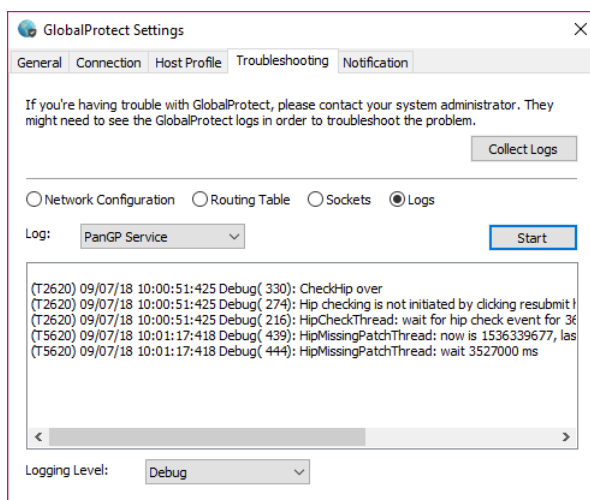 GlobalProtect Settings
General Connection Host Profile Troubleshooting Notification
If you're having trouble with GlobalProtect, please contact your system administrator. They
might need to see the GlobalProtect logs in order to troubleshoot the problem.
Collect Logs
Network Configuration Routing Table Sockets Logs
Log: PanGP Service Start
(T2620) 09/07/18 10:00:51:425 Debug( 330): CheckHip over
(T2620) 09/07/18 10:00:51:425 Debug( 274): Hip checking is not initiated by clicking resubmit
(T2620) 09/07/18 10:00:51:425 Debug( 216): HipCheckThread: wait for hip check event for
(T5620) 09/07/18 10:01:17:418 Debug( 439): HipMissingPatchThread: now is 1536339677, las
(T5620) 09/07/18 10:01:17:418 Debug( 444): HipMissingPatchThread: wait 3527000 ms
Logging Level: Debug